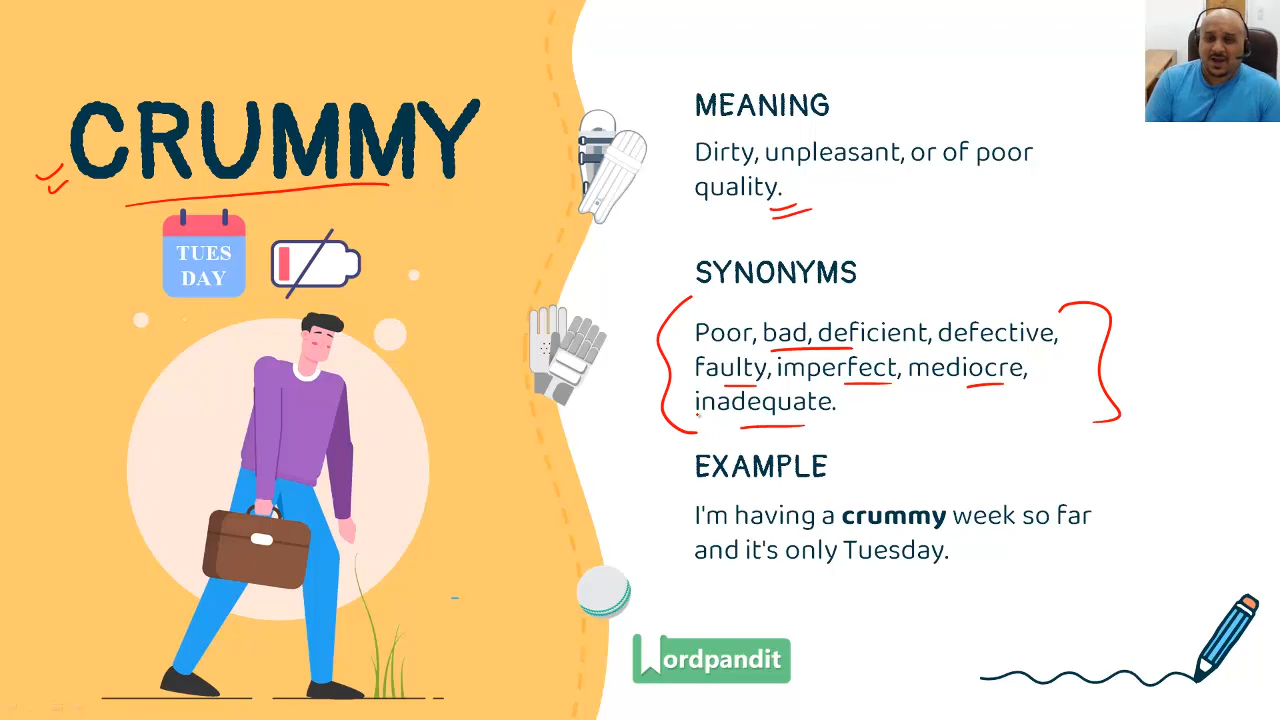 CRUMMY
TUES
DAY
MEANING
Dirty, unpleasant, or of poor
quality.
SYNONYMS
Poor, bad, deficient, defective,
faulty, imperfect, mediocre,
inadequate.
EXAMPLE
I'm having a crummy week so far
and it's only Tuesday.
Wordpandit